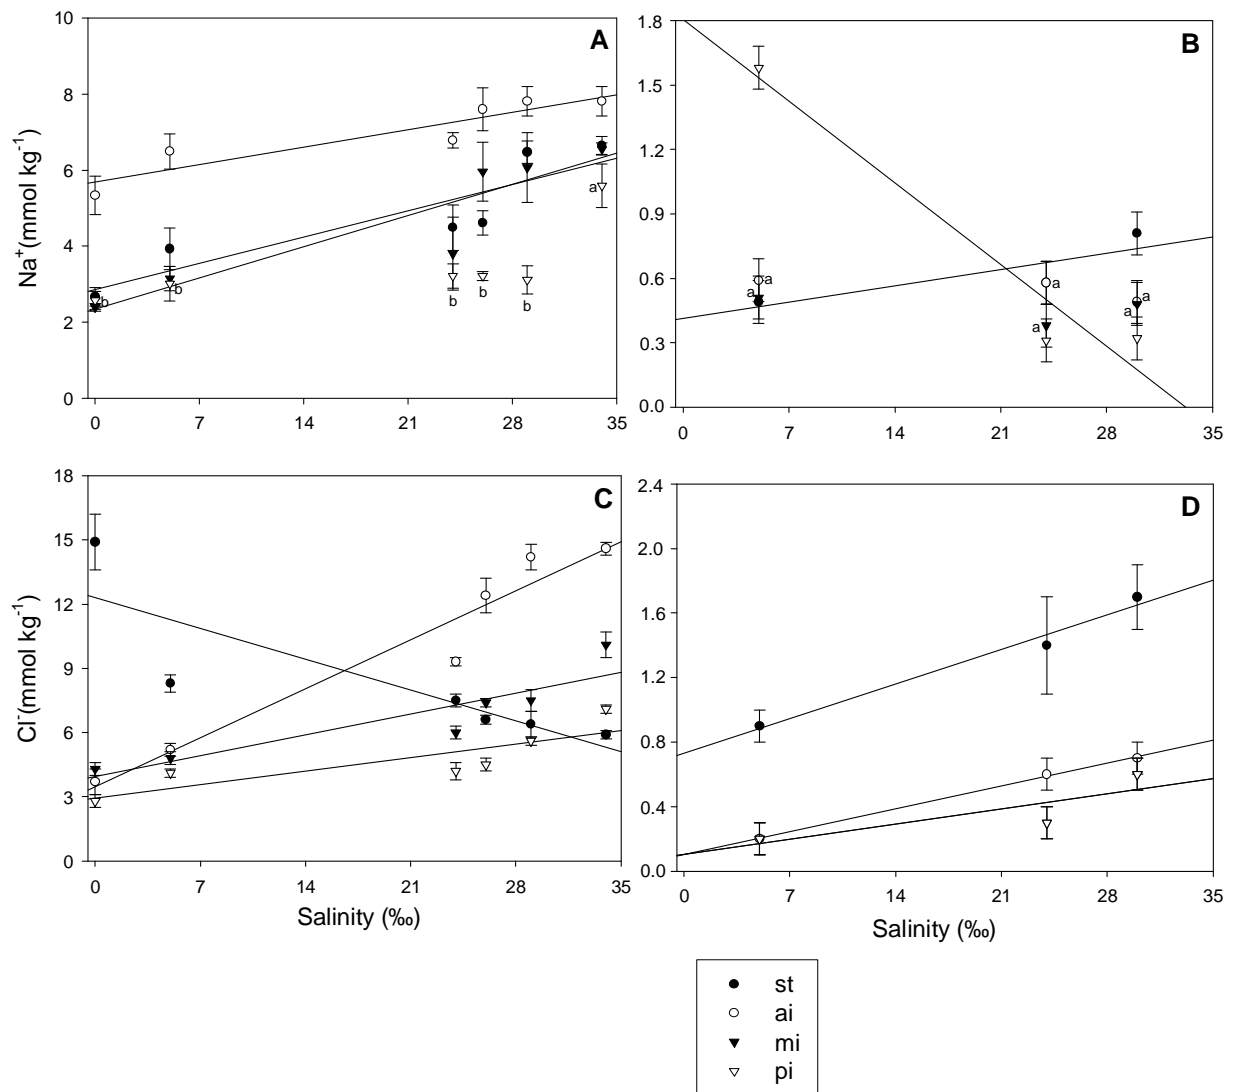 10
8
6
4
2
0
Na+(mmol kg-1)
A
a
b
b
b
b
b
0 7 21 28 35
1.8
1.5
1.2
0.9
0.6
0.3
0.0
B
a
a
a
a
a
a
0 7 14 21 28 35
18
15
12
9
6
3
0
Cl-(mmol kg-1)
C
0 7 14 21 28 35
Salinity (‰)
2.4
2.0
1.6
1.2
0.8
0.4
0.0
D
0 7 14 21 28 35
Salinity (‰)
st
ai
mi
pi